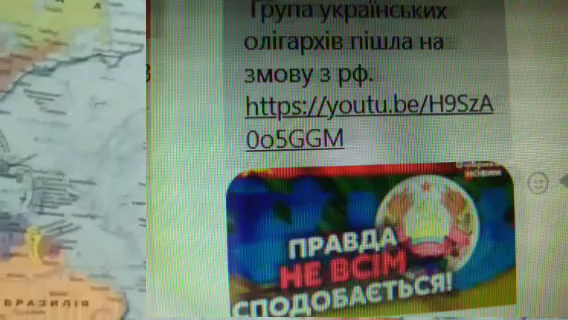 Група українських
олігархів пішла на
змову з рф.
https://youtu.be/H9SzA
0o5GGM
ПРАВДА
НЕ ВСІМ
СПОДОБАЄТЬСЯ!
БРАЗИЛІЯ